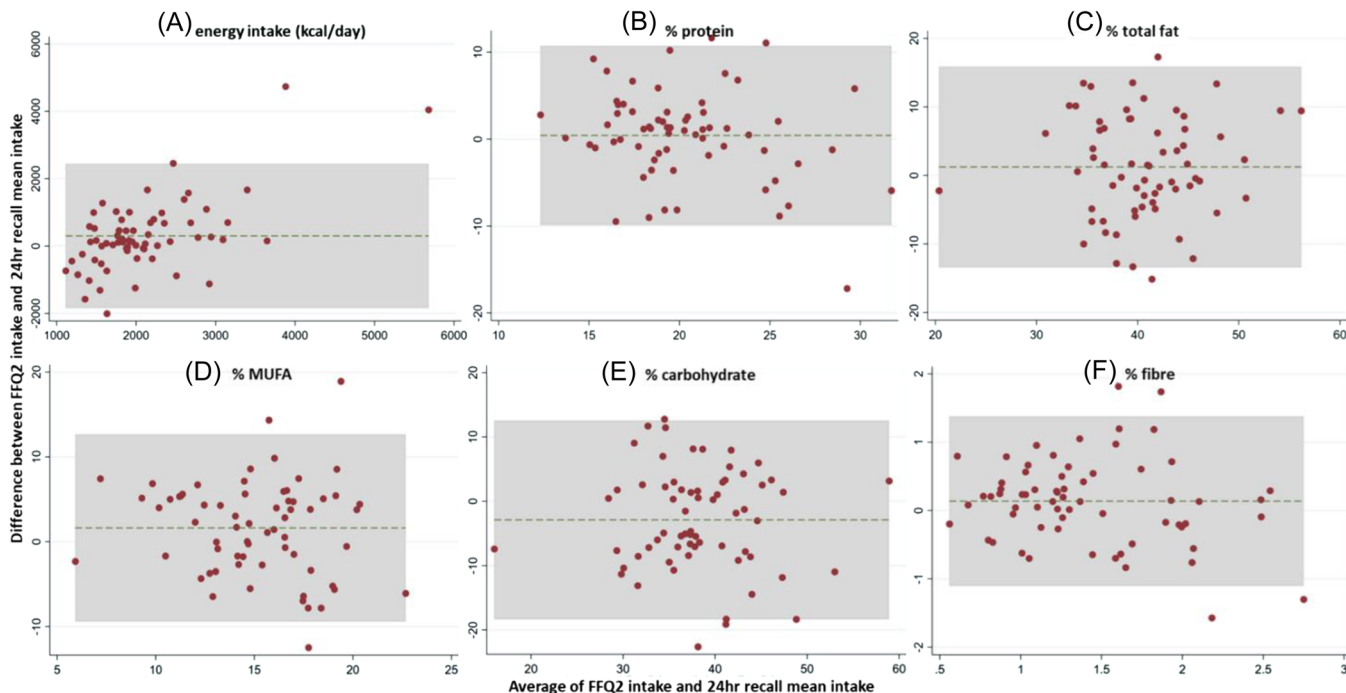 (A)
energy intake (kcal/day)
6000
4000
2000
0
-2000
1000 2000 3000 4000 5000 6000
(B)
% protein
10
0
-10
-20
10 15 20 25 30
(C)
% total fat
20
10
0
-10
-20
20 30 40 50 60
Difference between FFQ2 intake and 24hr recall mean intake
(D)
% MUFA
20
10
0
-10
5 10 15 20 25
(E)
% carbohydrate
10
0
-10
-20
20 30 40 50 60
(F)
% fibre
2
1
0
-1
-2
.5 1 1.5 2 2.5 3
Average of FFQ2 intake and 24hr recall mean intake